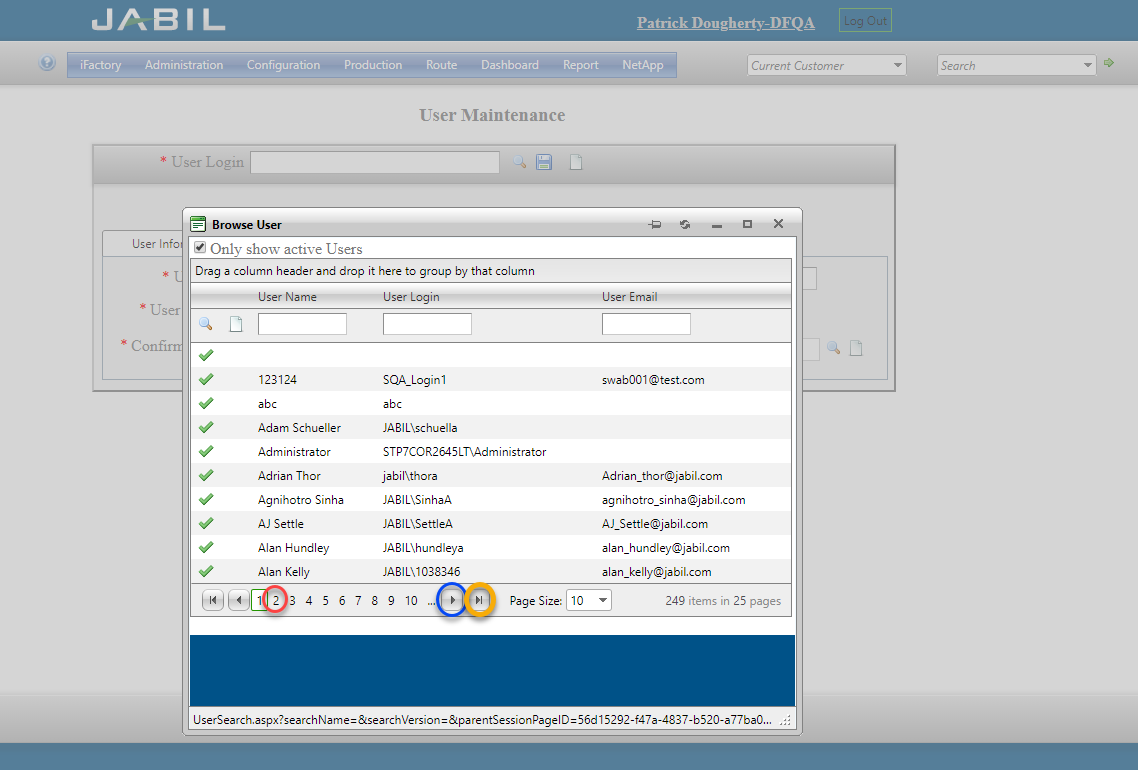 JABIL
Patrick Dougherty-DFQA
Log Out
iFactory Administration Configuration Production Route Dashboard Report NetApp
Current Customer
Search
User Maintenance
* User Login
Browse User
User Infor
Only show active Users
Drag a column header and drop it here to group by that column
* U
* User
* Confirm
User Name User Login User Email
123124 SQA_Login1 swab001@test.com
abc abc
Adam Schueller JABIL\schuella
Administrator STP7COR2645LT\Administrator
Adrian Thor jabil\thora Adrian_thor@jabil.com
Agnihotro Sinha JABIL\SinhaA agnihotro_sinha@jabil.com
AJ Settle JABIL\SettleA AJ_Settle@jabil.com
Alan Hundley JABIL\hundleya alan_hundley@jabil.com
Alan Kelly JABIL\1038346 alan_kelly@jabil.com
1 2 3 4 5 6 7 8 9 10 ... Page Size: 10 249 items in 25 pages
UserSearch.aspx?searchName=&searchVersion=&parentSessionPageID=56d15292-f47a-4837-b520-a77ba0...